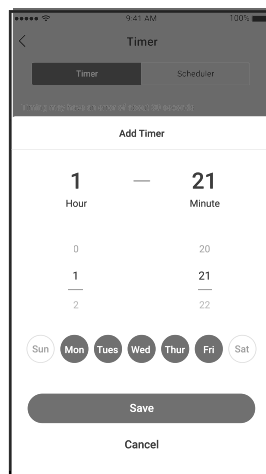 9:41 AM 100%
Timer
Timer Scheduler
Add Timer
1 — 21
Hour Minute
0 20
1 21
2 22
Sun Mon Tues Wed Thur Fri Sat
Save
Cancel